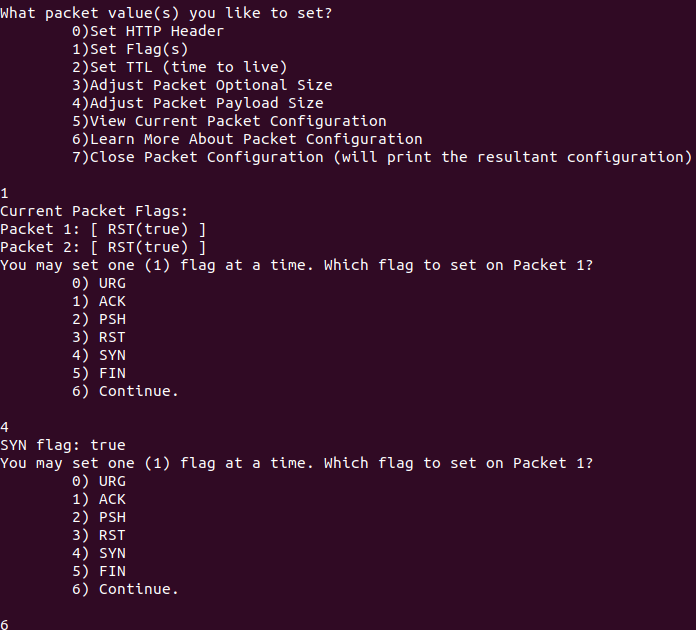 What packet value(s) you like to set?
0)Set HTTP Header
1)Set Flag(s)
2)Set TTL (time to live)
3)Adjust Packet Optional Size
4)Adjust Packet Payload Size
5)View Current Packet Configuration
6)Learn More About Packet Configuration
7)Close Packet Configuration (will print the resultant configuration)
1
Current Packet Flags:
Packet 1: [ RST(true) ]
Packet 2: [ RST(true) ]
You may set one (1) flag at a time. Which flag to set on Packet 1?
0) URG
1) ACK
2) PSH
3) RST
4) SYN
5) FIN
6) Continue.
4
SYN flag: true
You may set one (1) flag at a time. Which flag to set on Packet 1?
0) URG
1) ACK
2) PSH
3) RST
4) SYN
5) FIN
6) Continue.
6